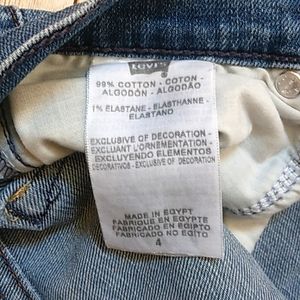 Levi's
99% COTTON - COTON -
ALGODÓN - ALGODÃO
1% ELASTANE - ELASTHANNE -
ELASTANO
EXCLUSIVE OF DECORATION -
EXCLUANT L'ORNEMENTATION -
EXCLUYENDO ELEMENTOS
DECORATIVOS - EXCLUSIVE OF DECORATION
MADE IN EGYPT
FABRIQUÉ EN EGYPTE
FABRICADO EN EGIPTO
FABRICADO NO EGITO
4